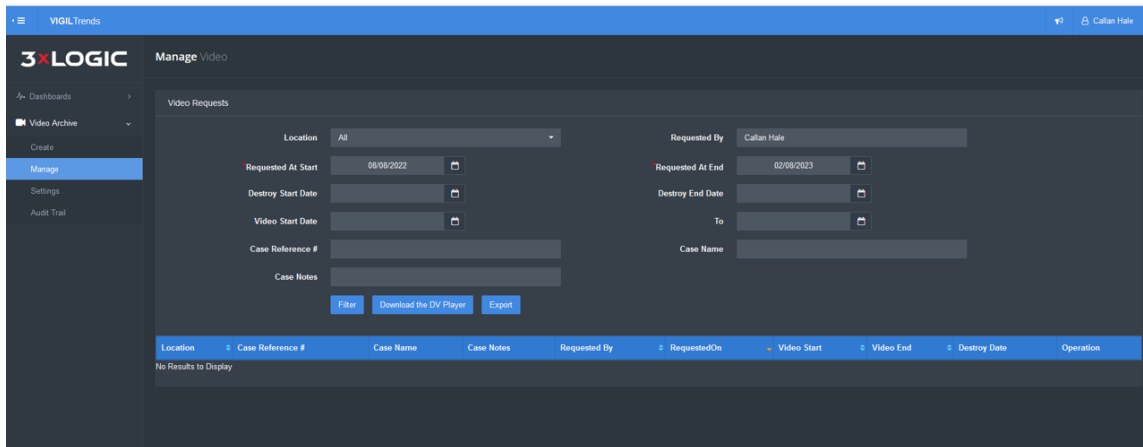 VIGILTrends
Callan Hale
3xLOGIC
Manage Video
Dashboards
Video Archive
Create
Manage
Settings
Audit Trail
Video Requests
Location All Requested By Callan Hale
*Requested At Start 08/08/2022 *Requested At End 02/08/2023
Destroy Start Date Destroy End Date
Video Start Date To
Case Reference # Case Name
Case Notes
Filter Download the DV Player Export
Location Case Reference # Case Name Case Notes Requested By RequestedOn Video Start Video End Destroy Date Operation
No Results to Display